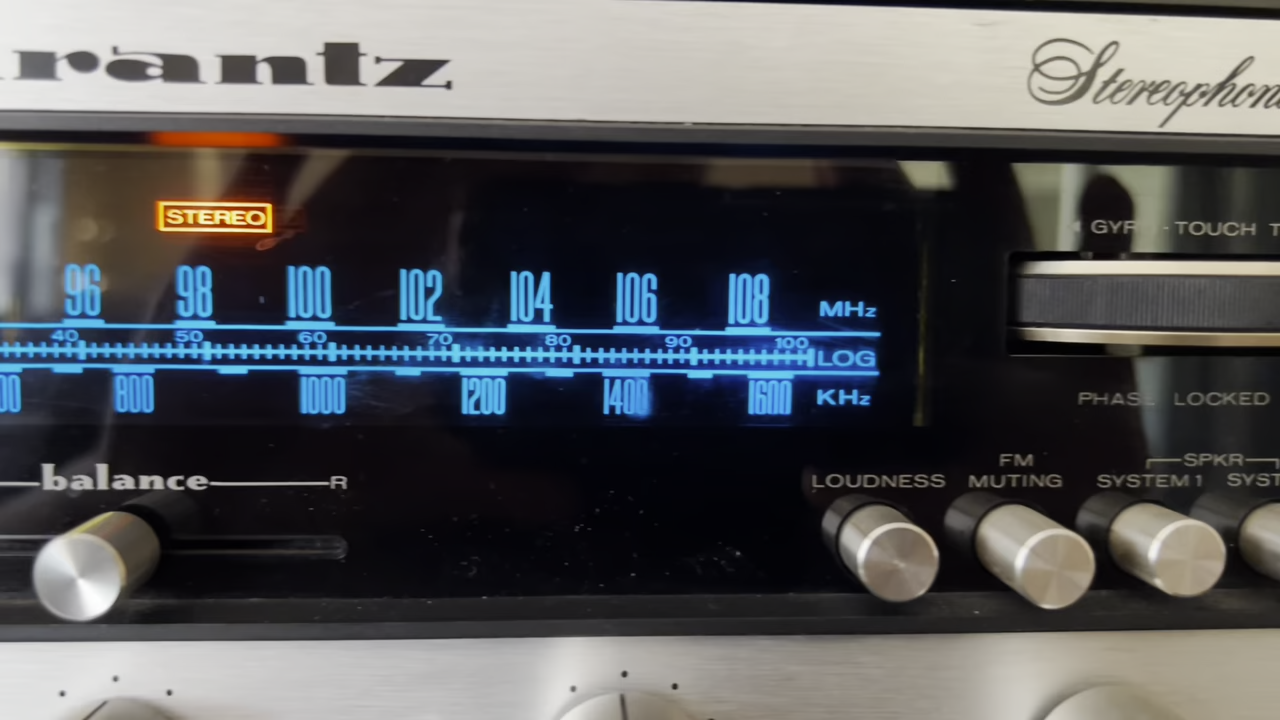 rantz
Stereophon
STEREO
GYRO-TOUCH T
96 98 100 102 104 106 108 MHz
40 50 60 70 80 90 100 LOG
00 800 1000 1200 1400 1600 KHz
PHASE LOCKED
balance R
LOUDNESS
FM MUTING
SPKR
SYSTEM 1 SYST